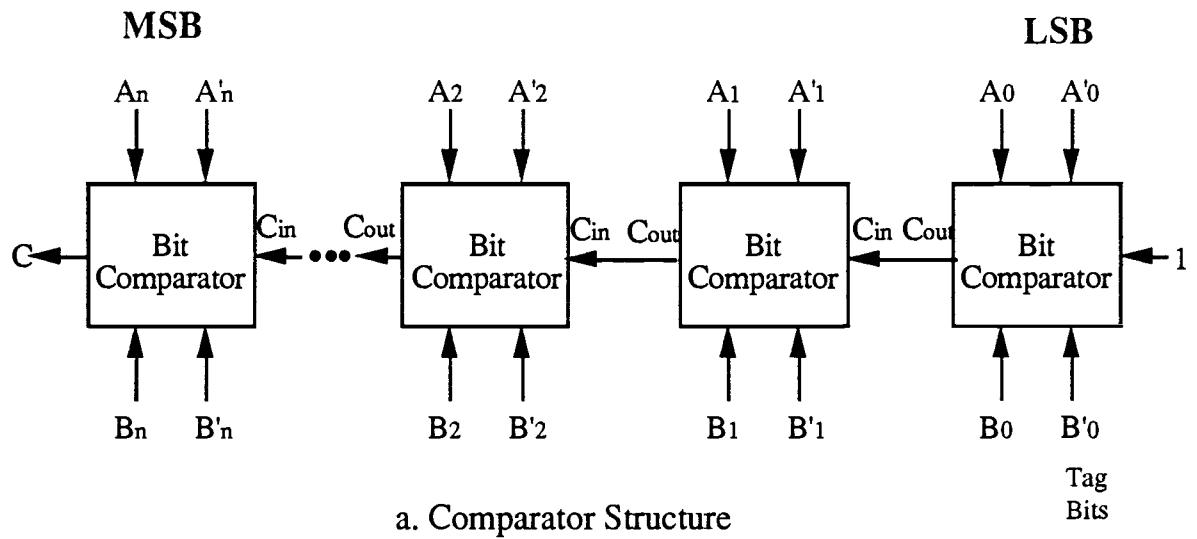 MSB LSB
An A'n A2 A'2 A1 A'1 A0 A'0
C Bit Comparator Cin ••• Cout Bit Comparator Cin Cout Bit Comparator Cin Cout Bit Comparator 1
Bn B'n B2 B'2 B1 B'1 B0 B'0
Tag
Bits
a. Comparator Structure